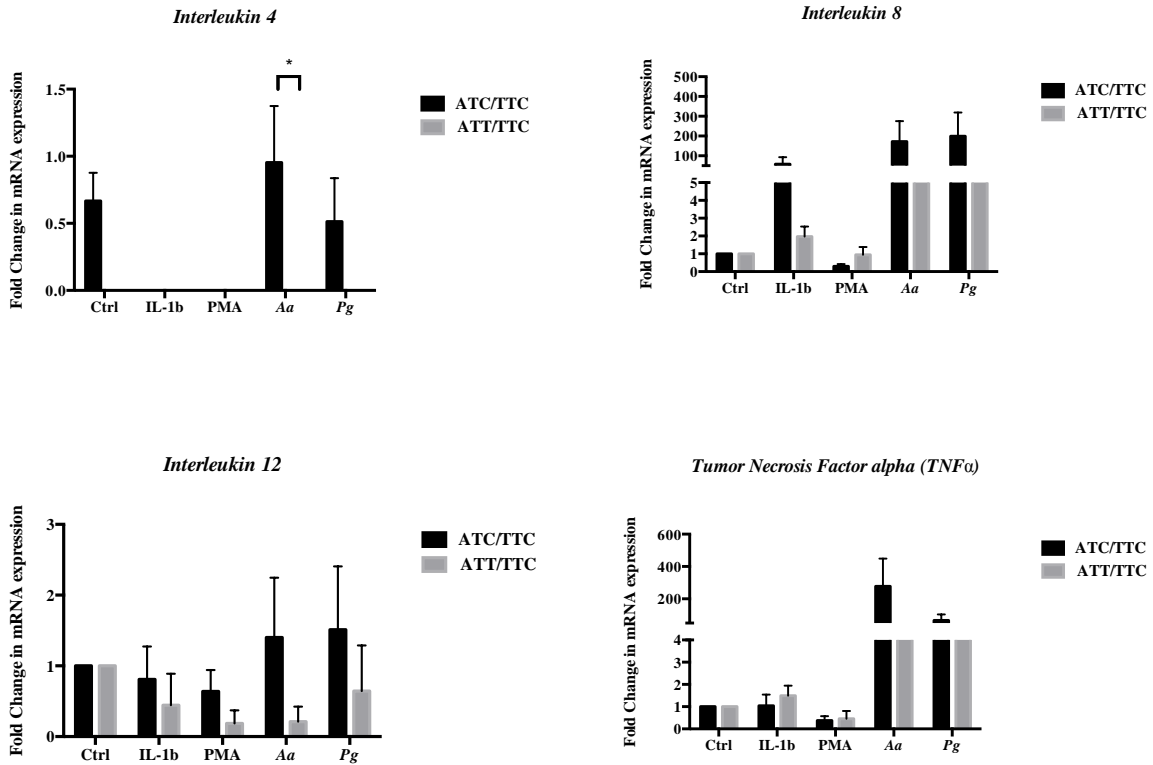 Interleukin 4
*
Fold Change in mRNA expression
1.5
1.0
0.5
0.0
Ctrl IL-1b PMA Aa Pg
ATC/TTC
ATT/TTC
Interleukin 8
Fold Change in mRNA expression
500
400
300
200
100
5
4
3
2
1
0
Ctrl IL-1b PMA Aa Pg
ATC/TTC
ATT/TTC
Interleukin 12
Fold Change in mRNA expression
3
2
1
0
Ctrl IL-1b PMA Aa Pg
ATC/TTC
ATT/TTC
Tumor Necrosis Factor alpha (TNFα)
Fold Change in mRNA expression
600
400
200
4
3
2
1
0
Ctrl IL-1b PMA Aa Pg
ATC/TTC
ATT/TTC